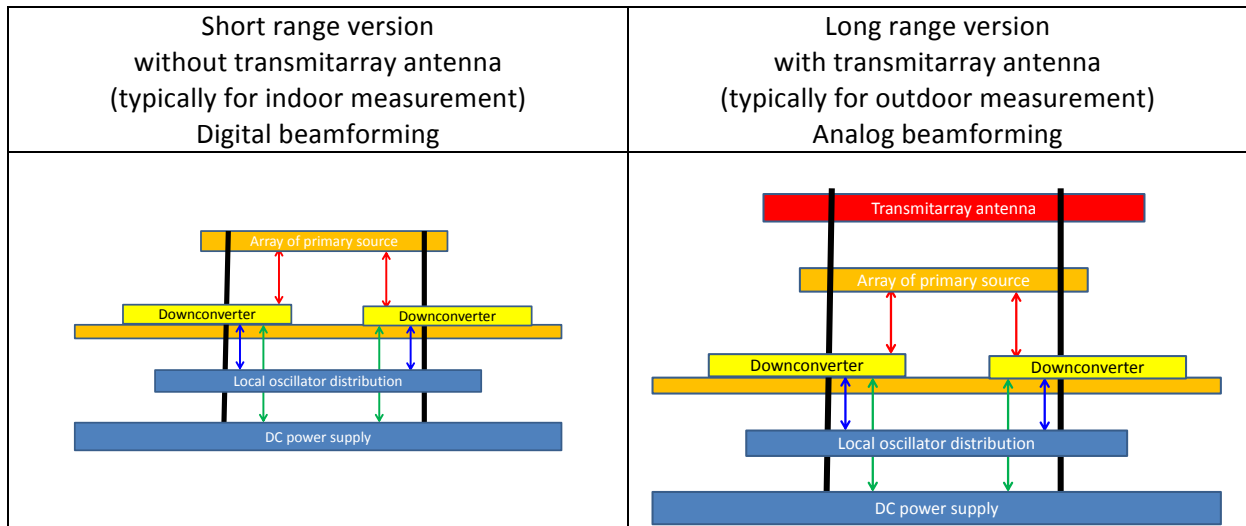 Short range version
without transmitarray antenna
(typically for indoor measurement)
Digital beamforming
Long range version
with transmitarray antenna
(typically for outdoor measurement)
Analog beamforming
Array of primary source
Downconverter
Downconverter
Local oscillator distribution
DC power supply
Transmitarray antenna
Array of primary source
Downconverter
Downconverter
Local oscillator distribution
DC power supply